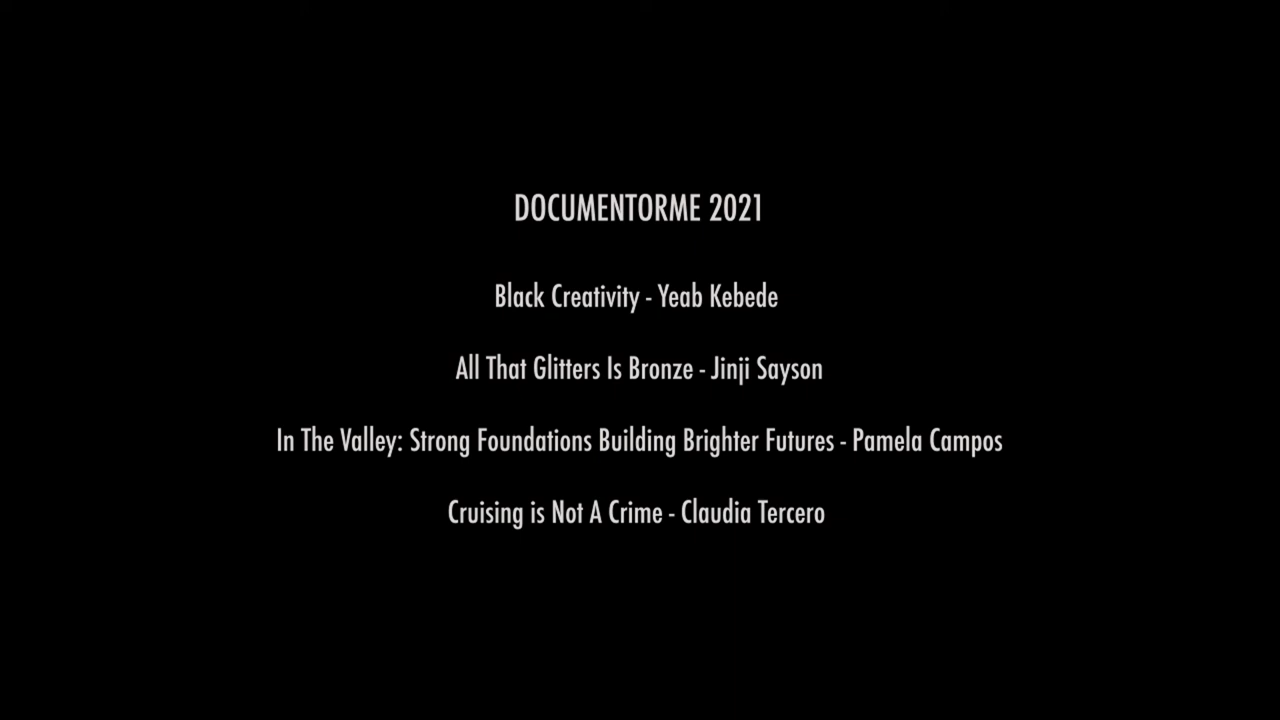 DOCUMENTORME 2021
Black Creativity - Yeab Kebede
All That Glitters Is Bronze - Jinji Sayson
In The Valley: Strong Foundations Building Brighter Futures - Pamela Campos
Cruising is Not A Crime - Claudia Tercero